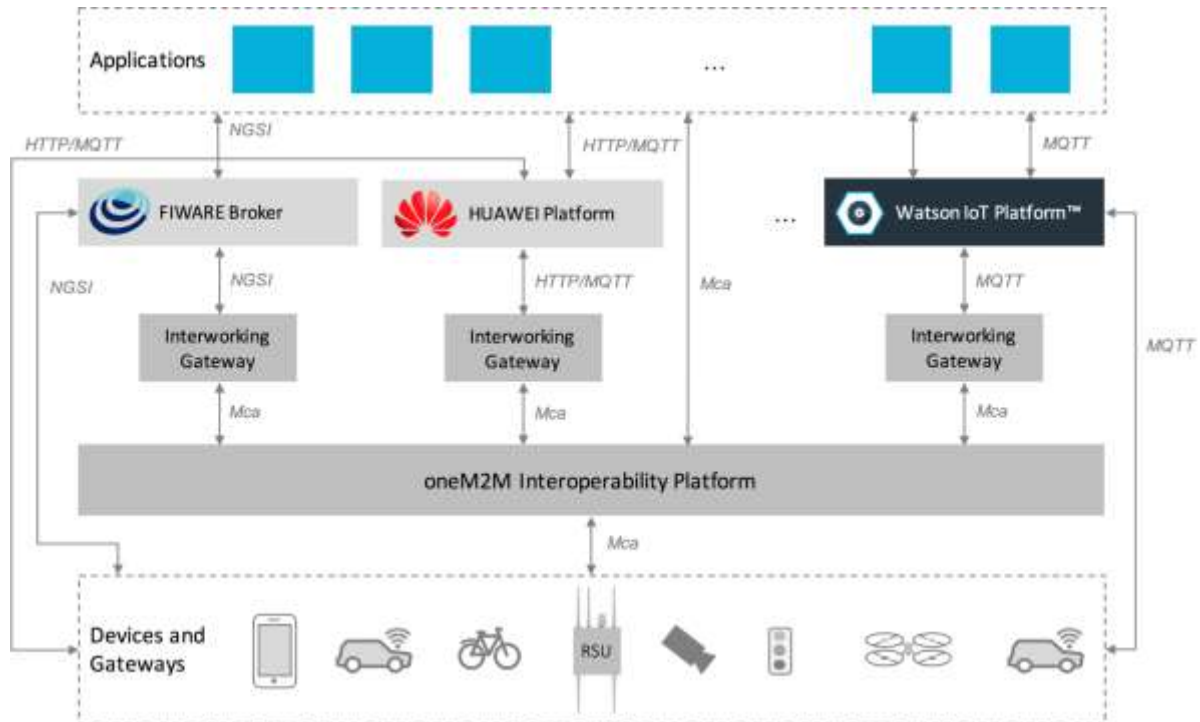 Applications
...
NGSI
HTTP/MQTT
HTTP/MQTT
MQTT
FIWARE Broker
HUAWEI Platform
...
Watson IoT Platform™
NGSI
NGSI
HTTP/MQTT
Mca
MQTT
MQTT
Interworking
Gateway
Interworking
Gateway
Interworking
Gateway
Mca
Mca
Mca
oneM2M Interoperability Platform
Mca
Devices and
Gateways
RSU